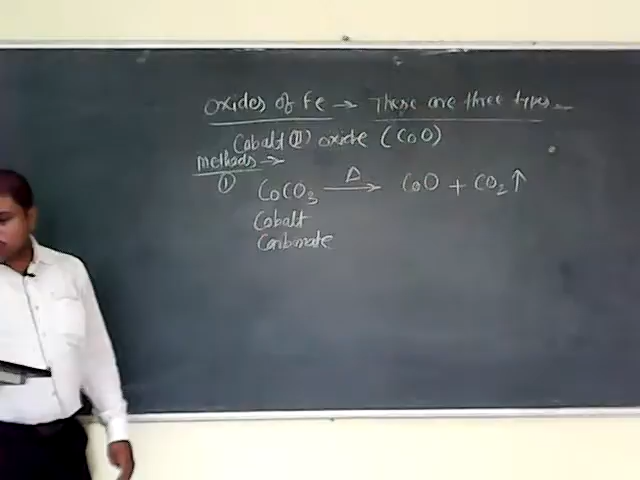 Oxides of Fe → These are three types
Cobalt (II) oxide (CoO)
Methods →
① CoCO₃ —Δ→ CoO + CO₂ ↑
Cobalt
Carbonate